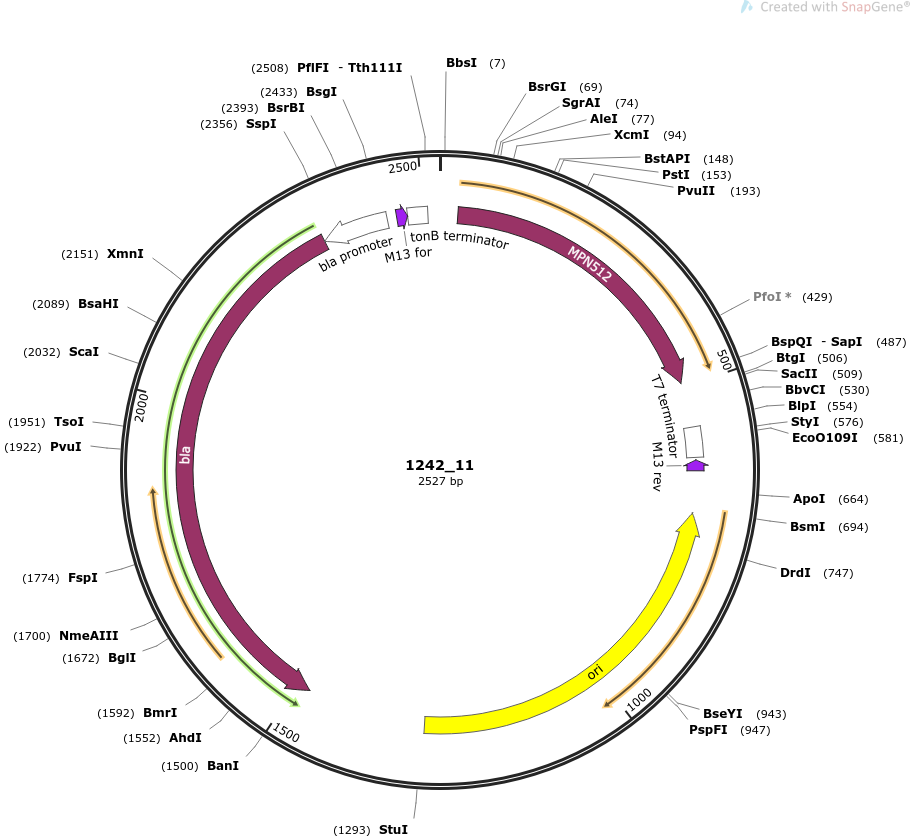 Created with SnapGene®
(2508) PflFI - Tth111I
BbsI (7)
(2433) BsgI
BsrGI (69)
(2393) BsrBI
SgrAI (74)
(2356) SspI
AleI (77)
XcmI (94)
BstAPI (148)
PstI (153)
PvuII (193)
2500
tonB terminator
bla promoter
M13 for
MPN512
(2151) XmnI
(2089) BsaHI
PfoI * (429)
(2032) ScaI
BspQI - SapI (487)
500
BtgI (506)
SacII (509)
BbvCI (530)
2000
BlpI (554)
(1951) TsoI
StyI (576)
T7 terminator
EcoO109I (581)
(1922) PvuI
bla
M13 rev
1242_11
2527 bp
ApoI (664)
BsmI (694)
(1774) FspI
DrdI (747)
(1700) NmeAIII
(1672) BglI
ori
1000
(1592) BmrI
BseYI (943)
PspFI (947)
(1552) AhdI
1500
(1500) BanI
(1293) StuI